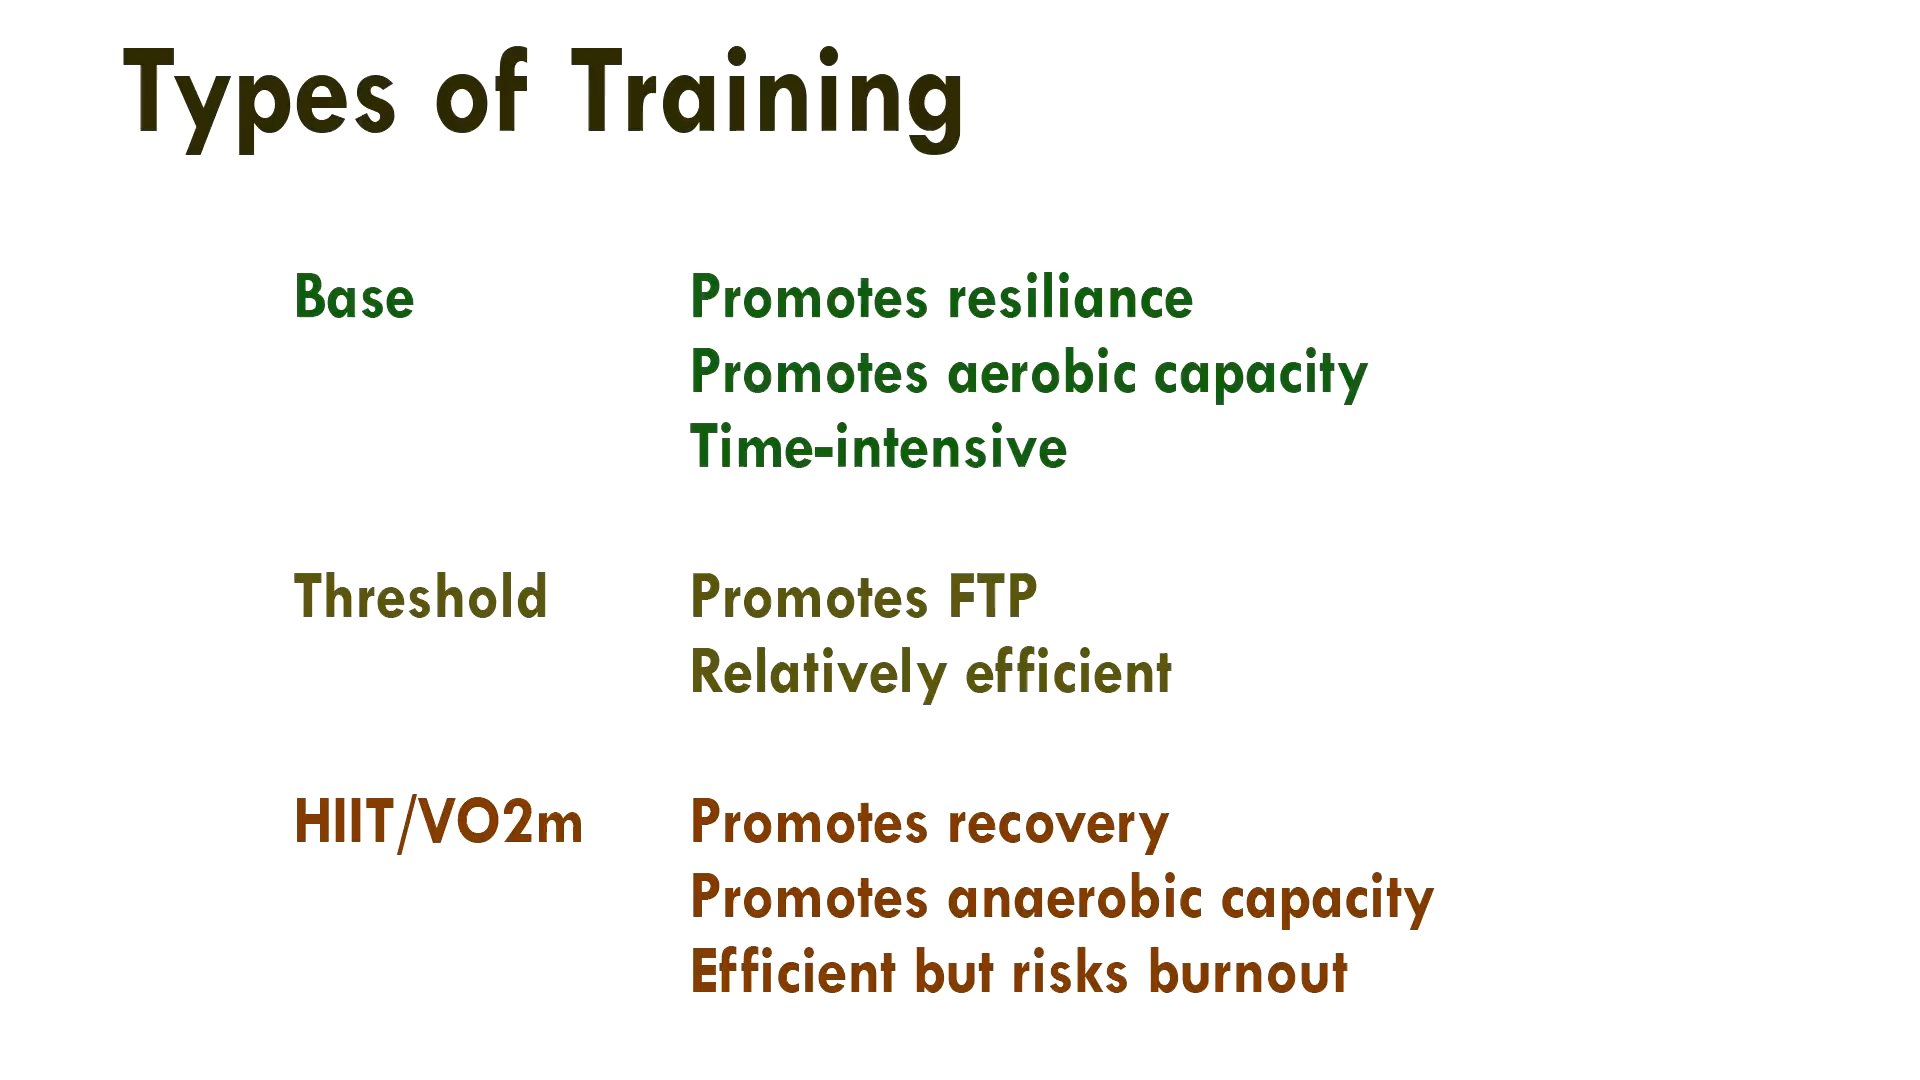 Types of Training
Base Promotes resiliance
Promotes aerobic capacity
Time-intensive
Threshold Promotes FTP
Relatively efficient
HIIT/VO2m Promotes recovery
Promotes anaerobic capacity
Efficient but risks burnout